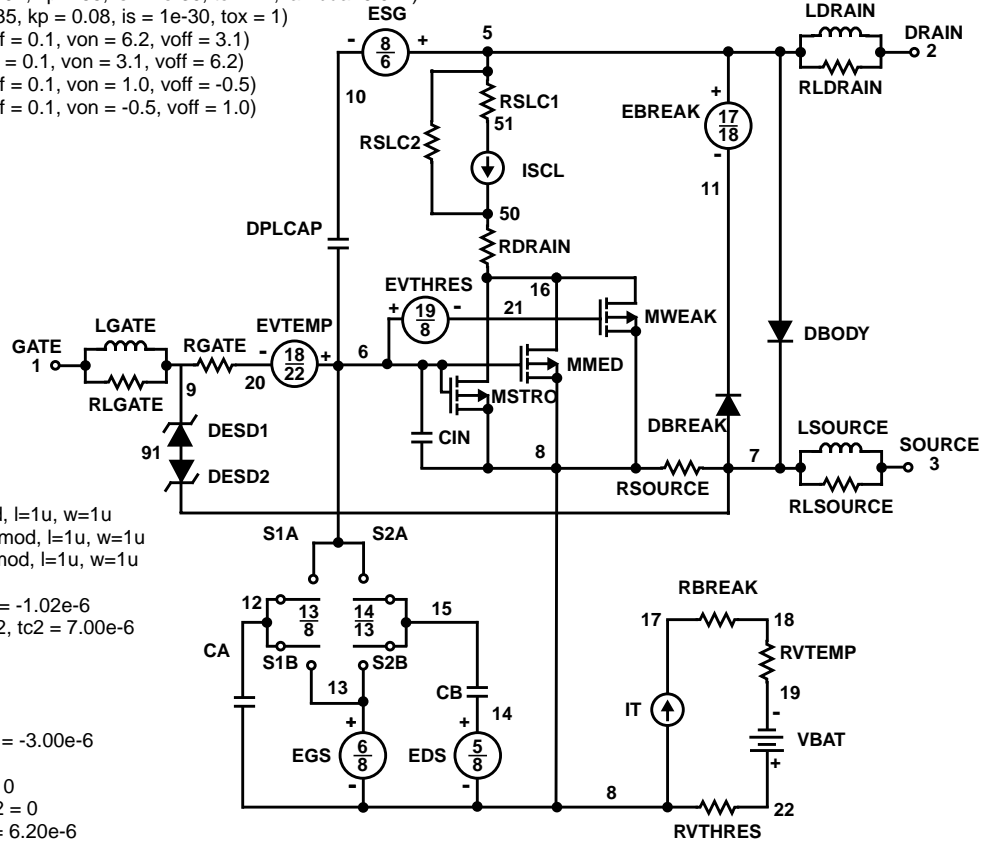 35, kp = 0.08, is = 1e-30, tox = 1)
ff = 0.1, von = 6.2, voff = 3.1)
= 0.1, von = 3.1, voff = 6.2)
ff = 0.1, von = 1.0, voff = -0.5)
ff = 0.1, von = -0.5, voff = 1.0)
ESG
- 8/6 +
5
10
LDRAIN
DRAIN
2
RLDRAIN
RSLC1
51
RSLC2
ISCL
50
EBREAK
+
17/18
-
11
DPLCAP
RDRAIN
EVTHRES
+ 19/8 -
16
21
MWEAK
DBODY
LGATE
GATE
1
RLGATE
RGATE
9
20
EVTEMP
- 18/22 +
6
MMED
MSTRO
DESD1
91
DESD2
CIN
8
DBREAK
RSOURCE
7
LSOURCE
SOURCE
3
RLSOURCE
l, l=1u, w=1u
mod, l=1u, w=1u
mod, l=1u, w=1u
= -1.02e-6
2, tc2 = 7.00e-6
= -3.00e-6
0
2 = 0
= 6.20e-6
S1A
S2A
12
13/8
14/13
15
CA
S1B
S2B
13
CB
14
+
EGS 6/8
-
+
EDS 5/8
-
8
RBREAK
17
18
RVTEMP
19
IT
-
VBAT
+
22
RVTHRES